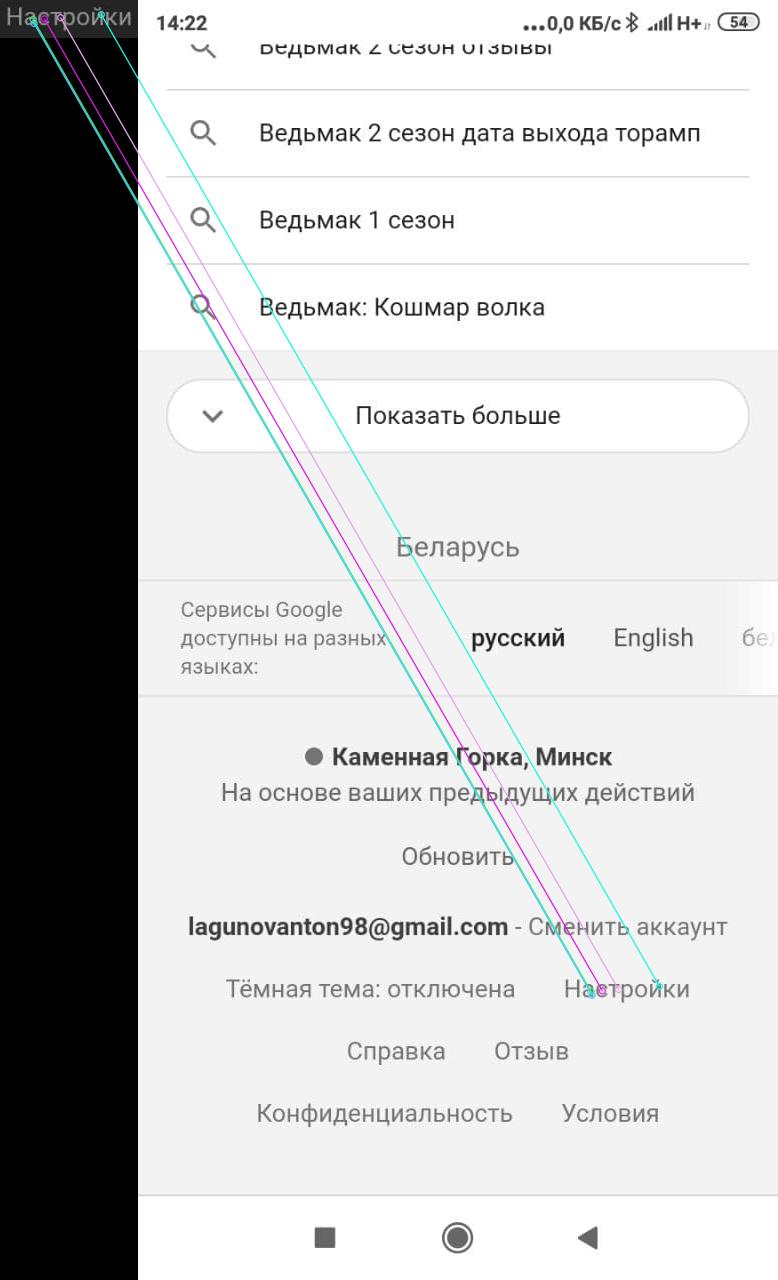 Настройки
14:22 ...0,0 КБ/с H+ 54
Ведьмак 2 сезон отзывы
Ведьмак 2 сезон дата выхода торамп
Ведьмак 1 сезон
Ведьмак: Кошмар волка
Показать больше
Беларусь
Сервисы Google
доступны на разных
языках:
русский English
Каменная Горка, Минск
На основе ваших предыдущих действий
Обновить
lagunovanton98@gmail.com - Сменить аккаунт
Тёмная тема: отключена Настройки
Справка Отзыв
Конфиденциальность Условия